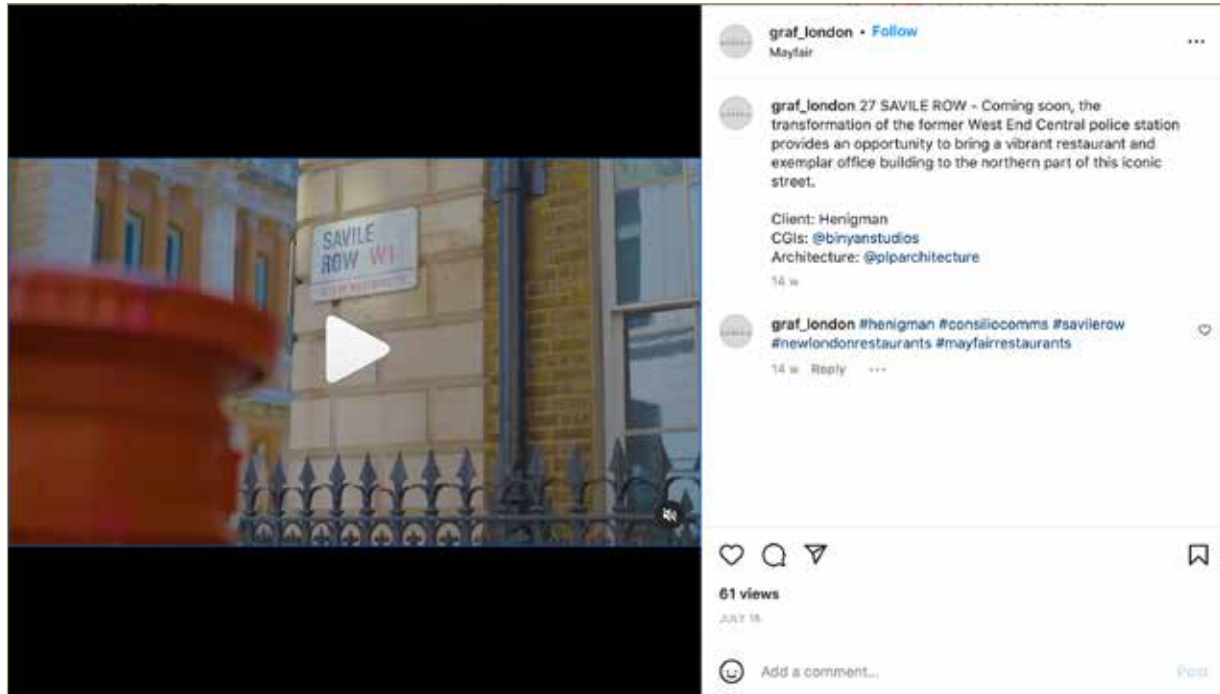 SAVILE
ROW W1
graf_london • Follow
Mayfair
graf_london 27 SAVILE ROW - Coming soon, the
transformation of the former West End Central police station
provides an opportunity to bring a vibrant restaurant and
exemplar office building to the northern part of this iconic
street.
Client: Henigman
CGIs: @binyanstudios
Architecture: @plparchitecture
14 w
graf_london #henigman #consiliocomms #savilerow
#newlondonrestaurants #mayfairrestaurants
14 w Reply
61 views
JULY 15
Add a comment...
Post